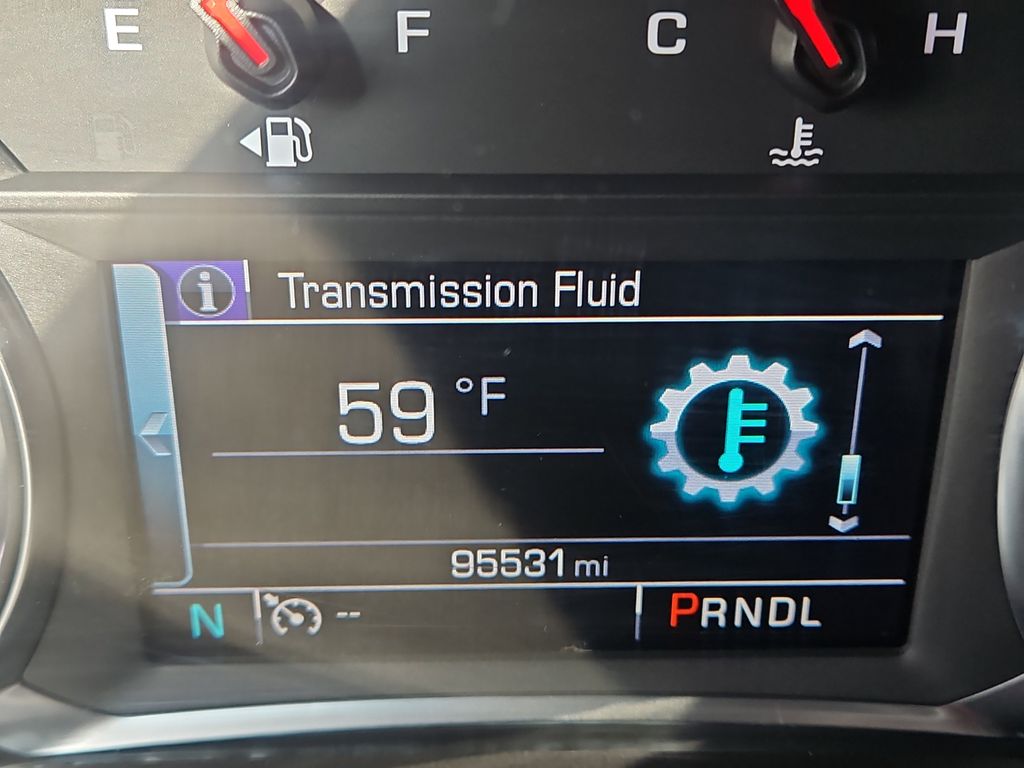 E F C H
i Transmission Fluid
59 °F
95531 mi
N -- PRNDL